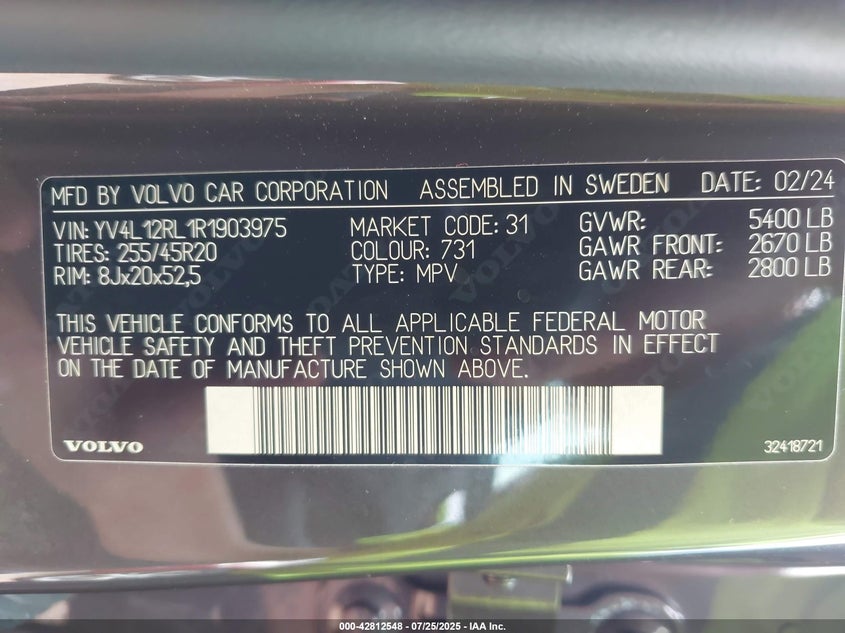 MFD BY VOLVO CAR CORPORATION ASSEMBLED IN SWEDEN DATE: 02/24
VIN: YV4L12RL1R1903975 MARKET CODE: 31 GVWR: 5400 LB
TIRES: 255/45R20 COLOUR: 731 GAWR FRONT: 2670 LB
RIM: 8Jx20x52,5 TYPE: MPV GAWR REAR: 2800 LB
THIS VEHICLE CONFORMS TO ALL APPLICABLE FEDERAL MOTOR
VEHICLE SAFETY AND THEFT PREVENTION STANDARDS IN EFFECT
ON THE DATE OF MANUFACTURE SHOWN ABOVE.
VOLVO 32418721
000-42812548 - 07/25/2025 - IAA Inc.